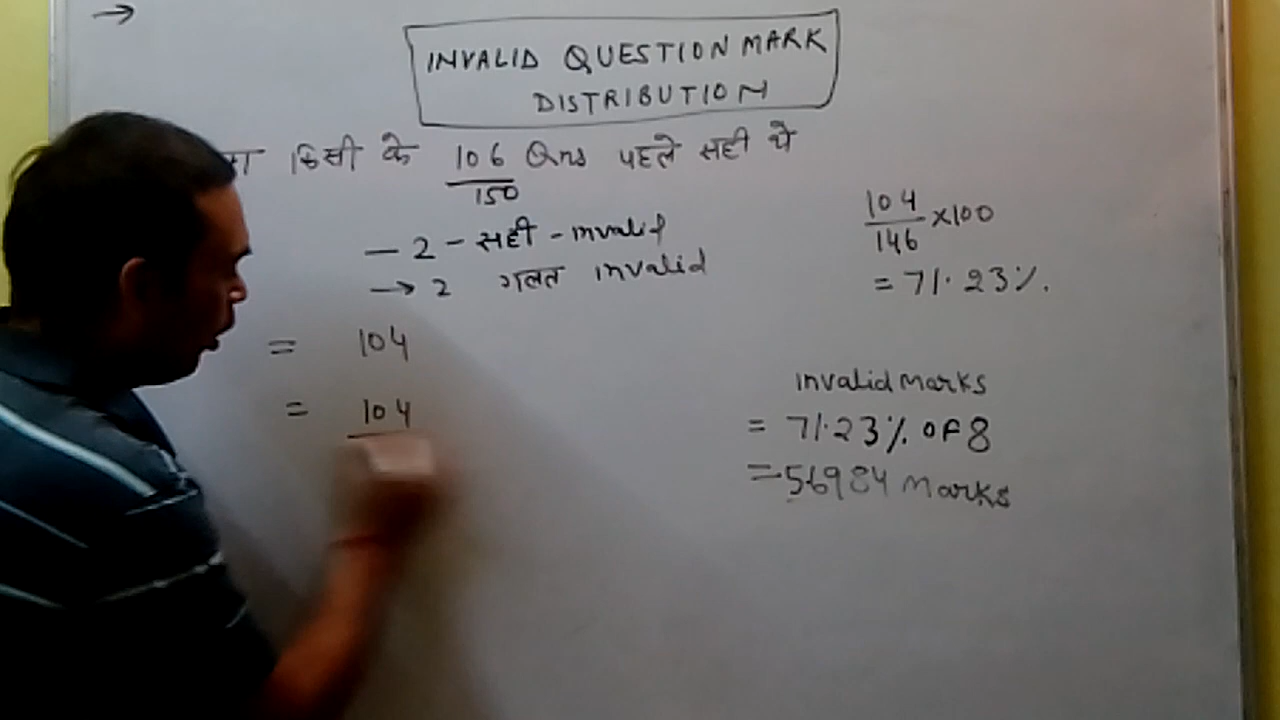 INVALID QUESTION MARK
DISTRIBUTION
किसी के 106 Qns पहले सही थे
150
— 2 - सही - invalid
→ 2 गलत invalid
= 104
= 104
104
146 ×100
= 71.23%.
invalid marks
= 71.23% OF 8
= 5.6984 Marks